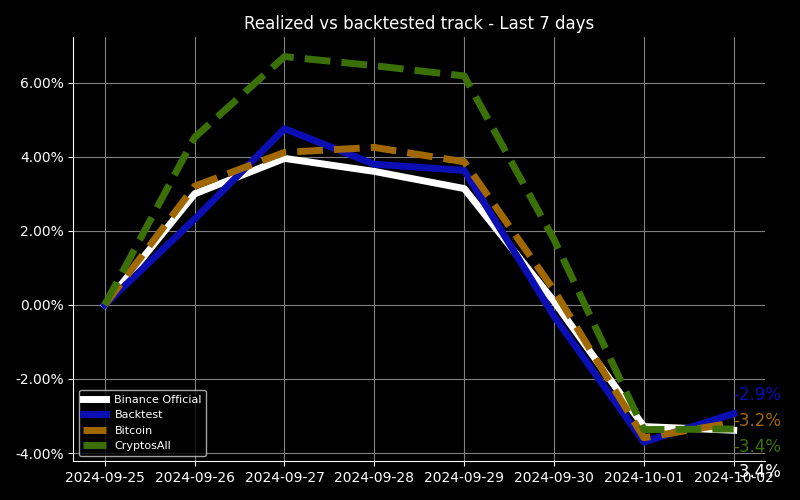 Realized vs backtested track - Last 7 days
6.00%
4.00%
2.00%
0.00%
-2.00%
-4.00%
Binance Official
Backtest
Bitcoin
CryptosAll
-2.9%
-3.2%
-3.4%
-3.4%
2024-09-25 2024-09-26 2024-09-27 2024-09-28 2024-09-29 2024-09-30 2024-10-01 2024-10-02